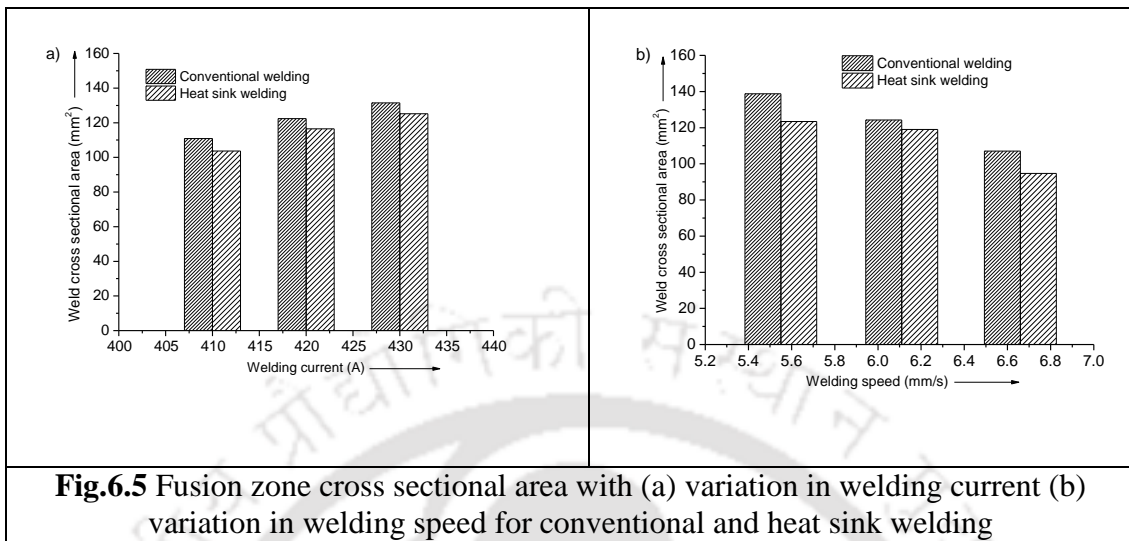 a)
160
140
120
100
80
60
40
20
0
Weld cross sectional area (mm²)
Conventional welding
Heat sink welding
400 405 410 415 420 425 430 435 440
Welding current (A)
b)
160
140
120
100
80
60
40
20
0
Weld cross sectional area (mm²)
Conventional welding
Heat sink welding
5.2 5.4 5.6 5.8 6.0 6.2 6.4 6.6 6.8 7.0
Welding speed (mm/s)
Fig.6.5 Fusion zone cross sectional area with (a) variation in welding current (b)
variation in welding speed for conventional and heat sink welding
प्रौद्योगिकी संस्थान